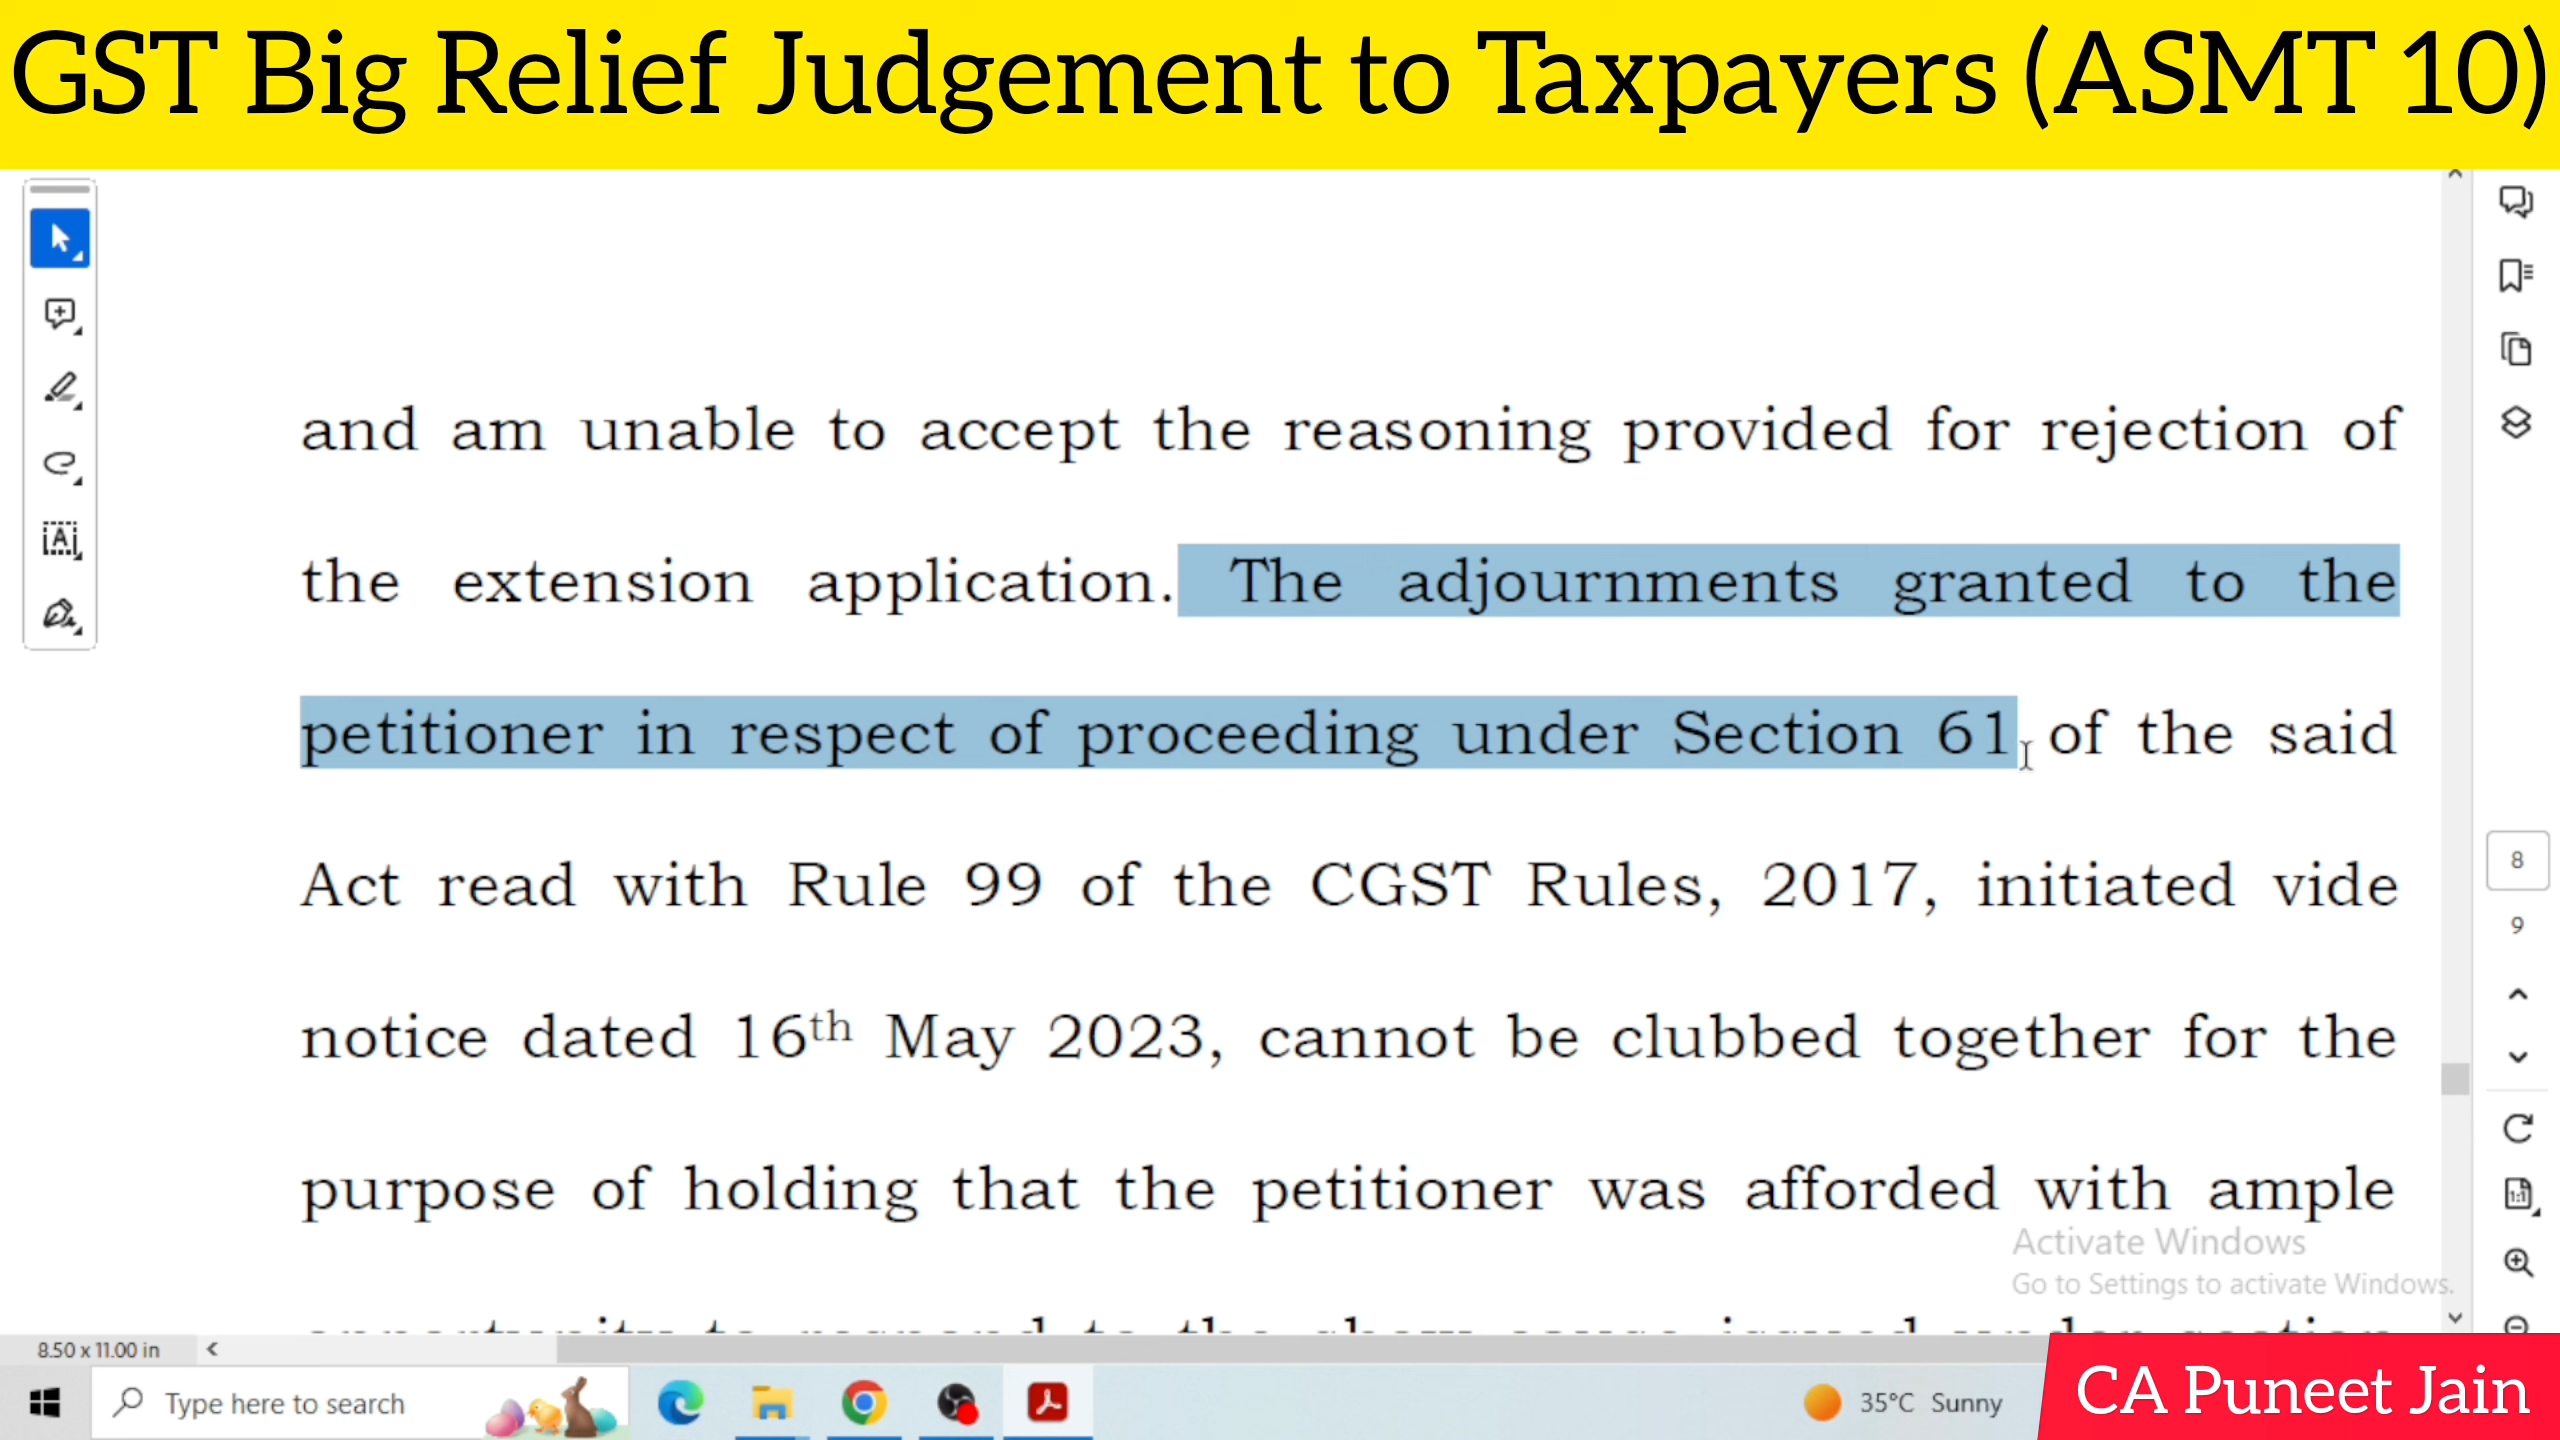 GST Big Relief Judgement to Taxpayers (ASMT 10)
and am unable to accept the reasoning provided for rejection of
the extension application. The adjournments granted to the
petitioner in respect of proceeding under Section 61 of the said
Act read with Rule 99 of the CGST Rules, 2017, initiated vide
notice dated 16th May 2023, cannot be clubbed together for the
purpose of holding that the petitioner was afforded with ample
8
9
Activate Windows
Go to Settings to activate Windows.
8.50 x 11.00 in
Type here to search
35°C Sunny
CA Puneet Jain